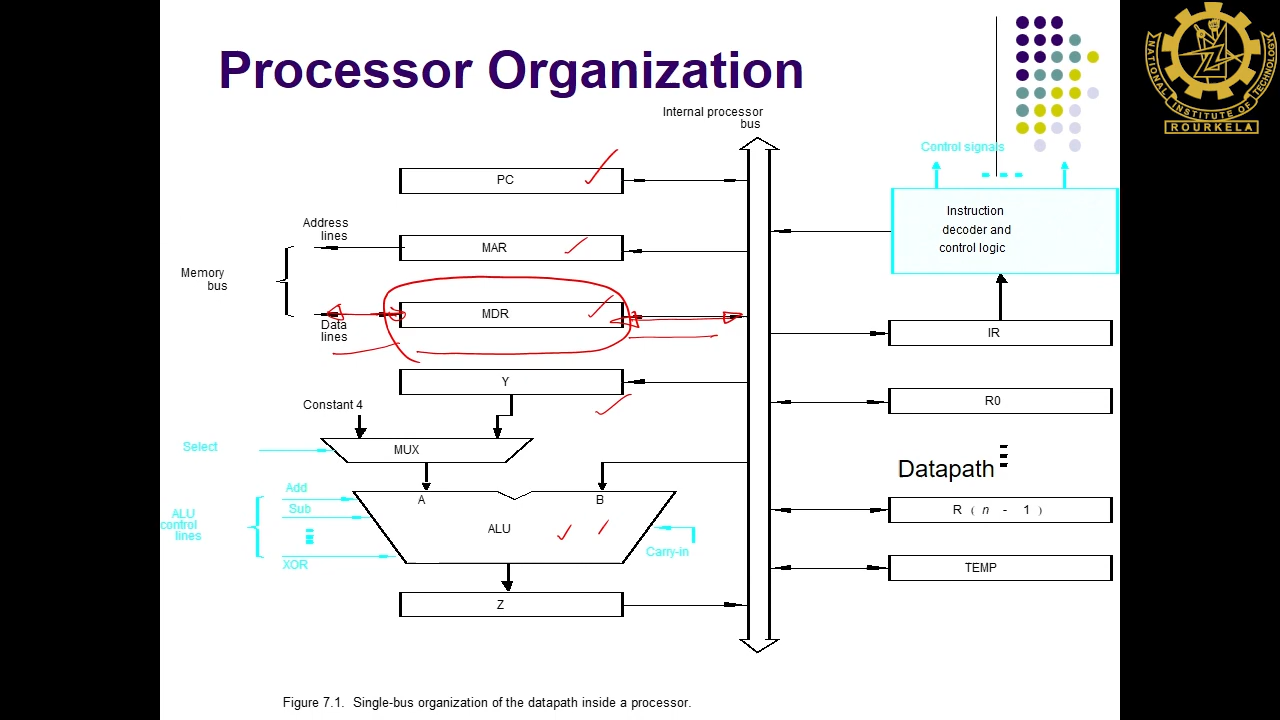 Processor Organization
NATIONAL INSTITUTE OF TECHNOLOGY
ROURKELA
Internal processor
bus
Control signals
PC
Address
lines
MAR
Instruction
decoder and
control logic
Memory
bus
MDR
Data
lines
IR
Y
Constant 4
R0
Select
MUX
Datapath
Add
A
B
Sub
ALU
control
lines
ALU
R ( n - 1 )
Carry-in
XOR
TEMP
Z
Figure 7.1. Single-bus organization of the datapath inside a processor.